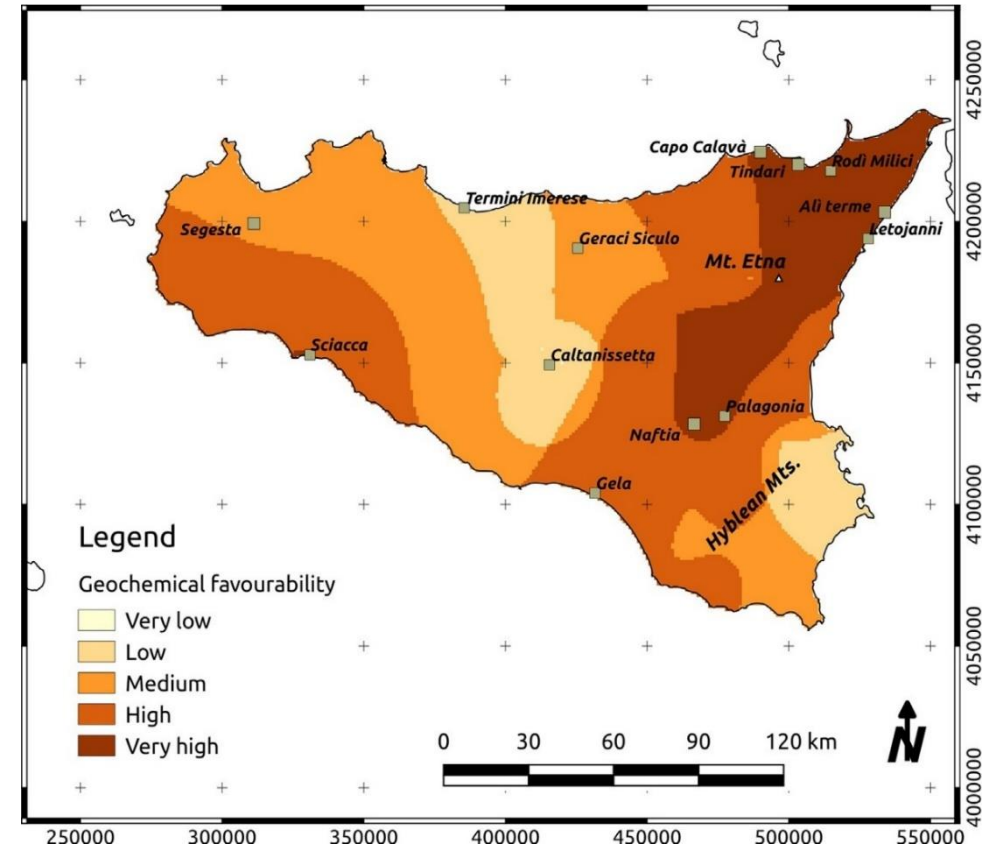 Capo Calavà
Tindari
Rodì Milici
Alì terme
Letojanni
Termini Imerese
Segesta
Geraci Siculo
Mt. Etna
Sciacca
Caltanissetta
Palagonia
Naftia
Gela
Hyblean Mts.
Legend
Geochemical favourability
Very low
Low
Medium
High
Very high
0 30 60 90 120 km
N
4250000
4200000
4150000
4100000
4050000
4000000
250000 300000 350000 400000 450000 500000 550000